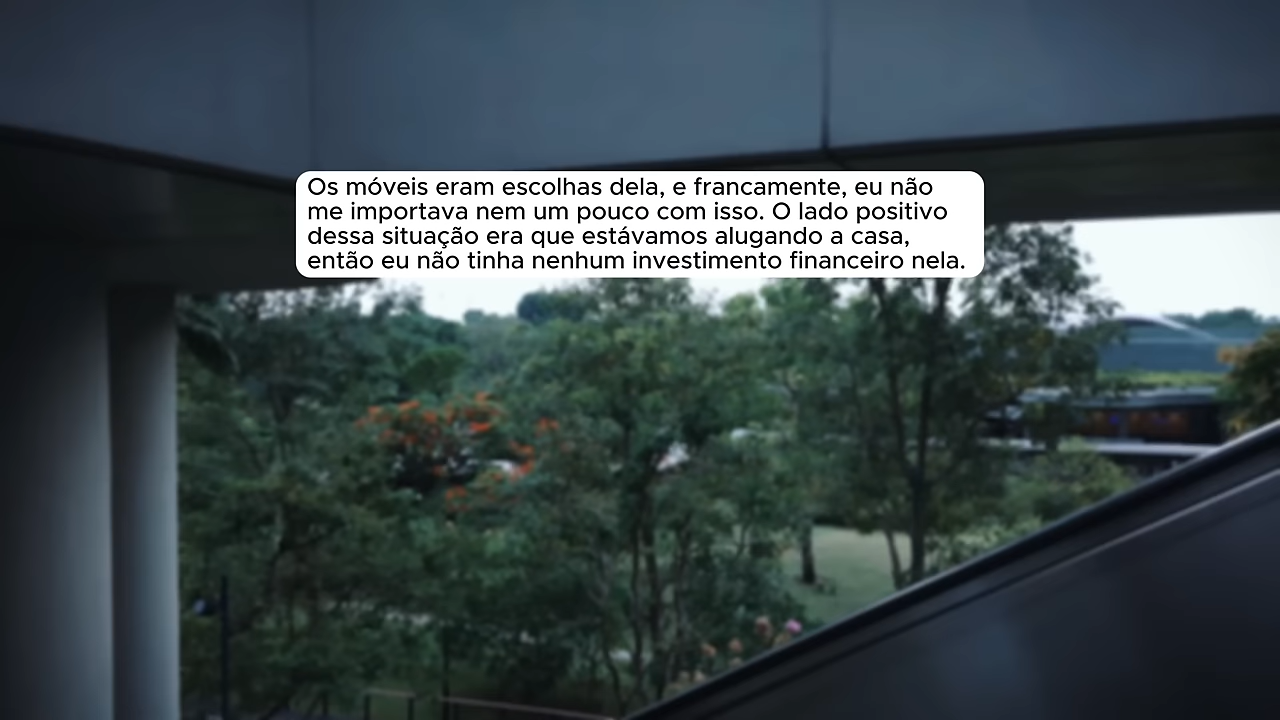 Os móveis eram escolhas dela, e francamente, eu não
me importava nem um pouco com isso. O lado positivo
dessa situação era que estávamos alugando a casa,
então eu não tinha nenhum investimento financeiro nela.